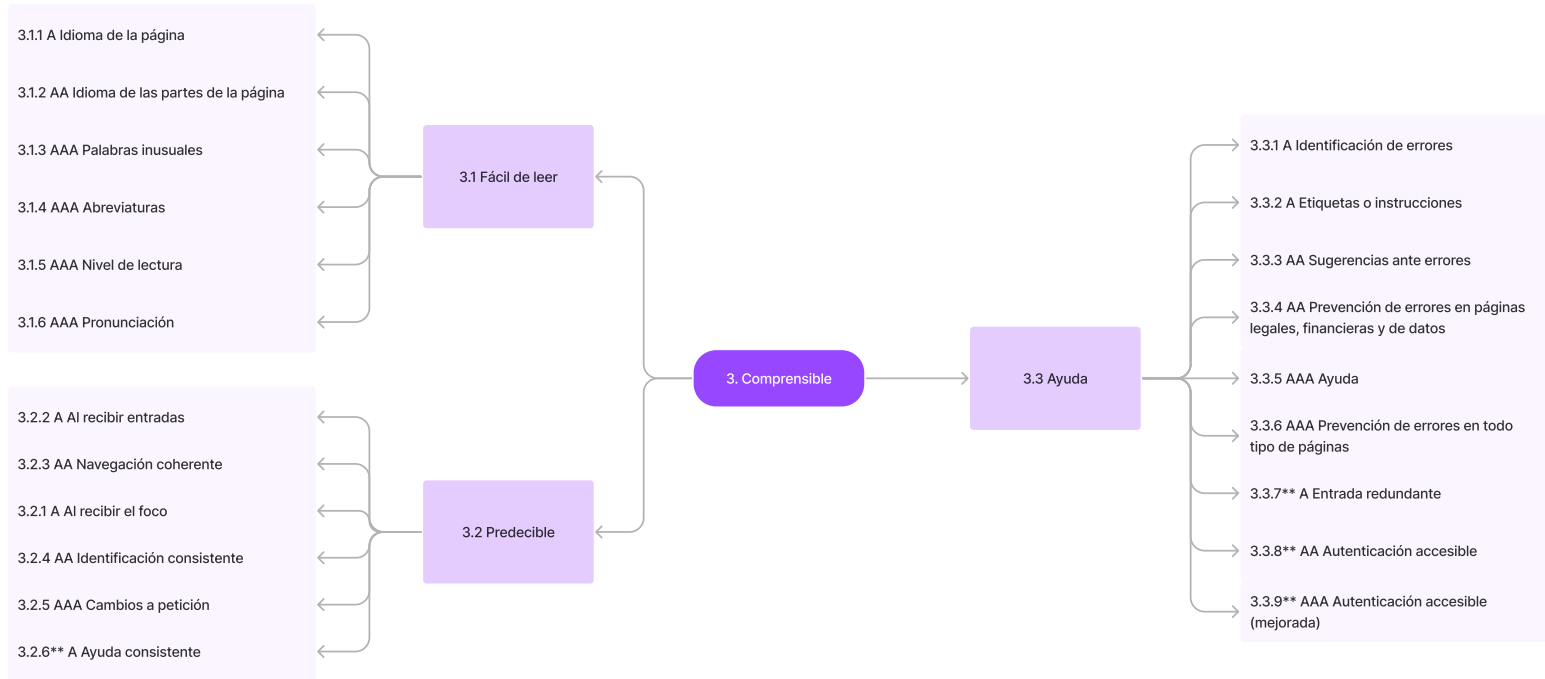 3.1.1 A Idioma de la página
3.1.2 AA Idioma de las partes de la página
3.1.3 AAA Palabras inusuales
3.1.4 AAA Abreviaturas
3.1.5 AAA Nivel de lectura
3.1.6 AAA Pronunciación
3.1 Fácil de leer
3.2.2 A Al recibir entradas
3.2.3 AA Navegación coherente
3.2.1 A Al recibir el foco
3.2.4 AA Identificación consistente
3.2.5 AAA Cambios a petición
3.2.6** A Ayuda consistente
3.2 Predecible
3. Comprensible
3.3 Ayuda
3.3.1 A Identificación de errores
3.3.2 A Etiquetas o instrucciones
3.3.3 AA Sugerencias ante errores
3.3.4 AA Prevención de errores en páginas
legales, financieras y de datos
3.3.5 AAA Ayuda
3.3.6 AAA Prevención de errores en todo
tipo de páginas
3.3.7** A Entrada redundante
3.3.8** AA Autenticación accesible
3.3.9** AAA Autenticación accesible
(mejorada)